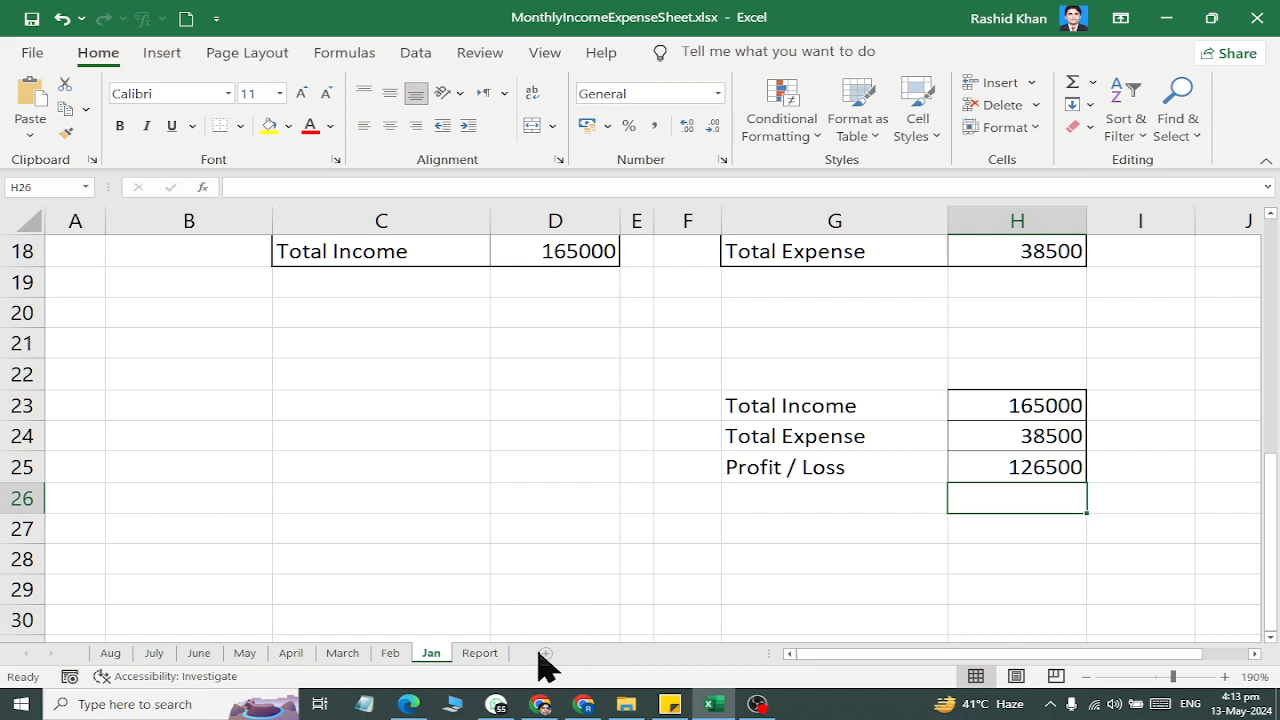 MonthlyIncomeExpenseSheet.xlsx - Excel
Rashid Khan
File Home Insert Page Layout Formulas Data Review View Help Tell me what you want to do
Share
Paste
Calibri 11
B I U
General
Conditional Formatting
Format as Table
Cell Styles
Insert
Delete
Format
Sort & Filter
Find & Select
Clipboard Font Alignment Number Styles Cells Editing
H26 fx
A B C D E F G H I J
18 Total Income 165000 Total Expense 38500
19
20
21
22
23 Total Income 165000
24 Total Expense 38500
25 Profit / Loss 126500
26
27
28
29
30
Aug July June May April March Feb Jan Report
Ready Accessibility: Investigate 190%
Type here to search
41°C Haze ENG
4:13 pm
13-May-2024